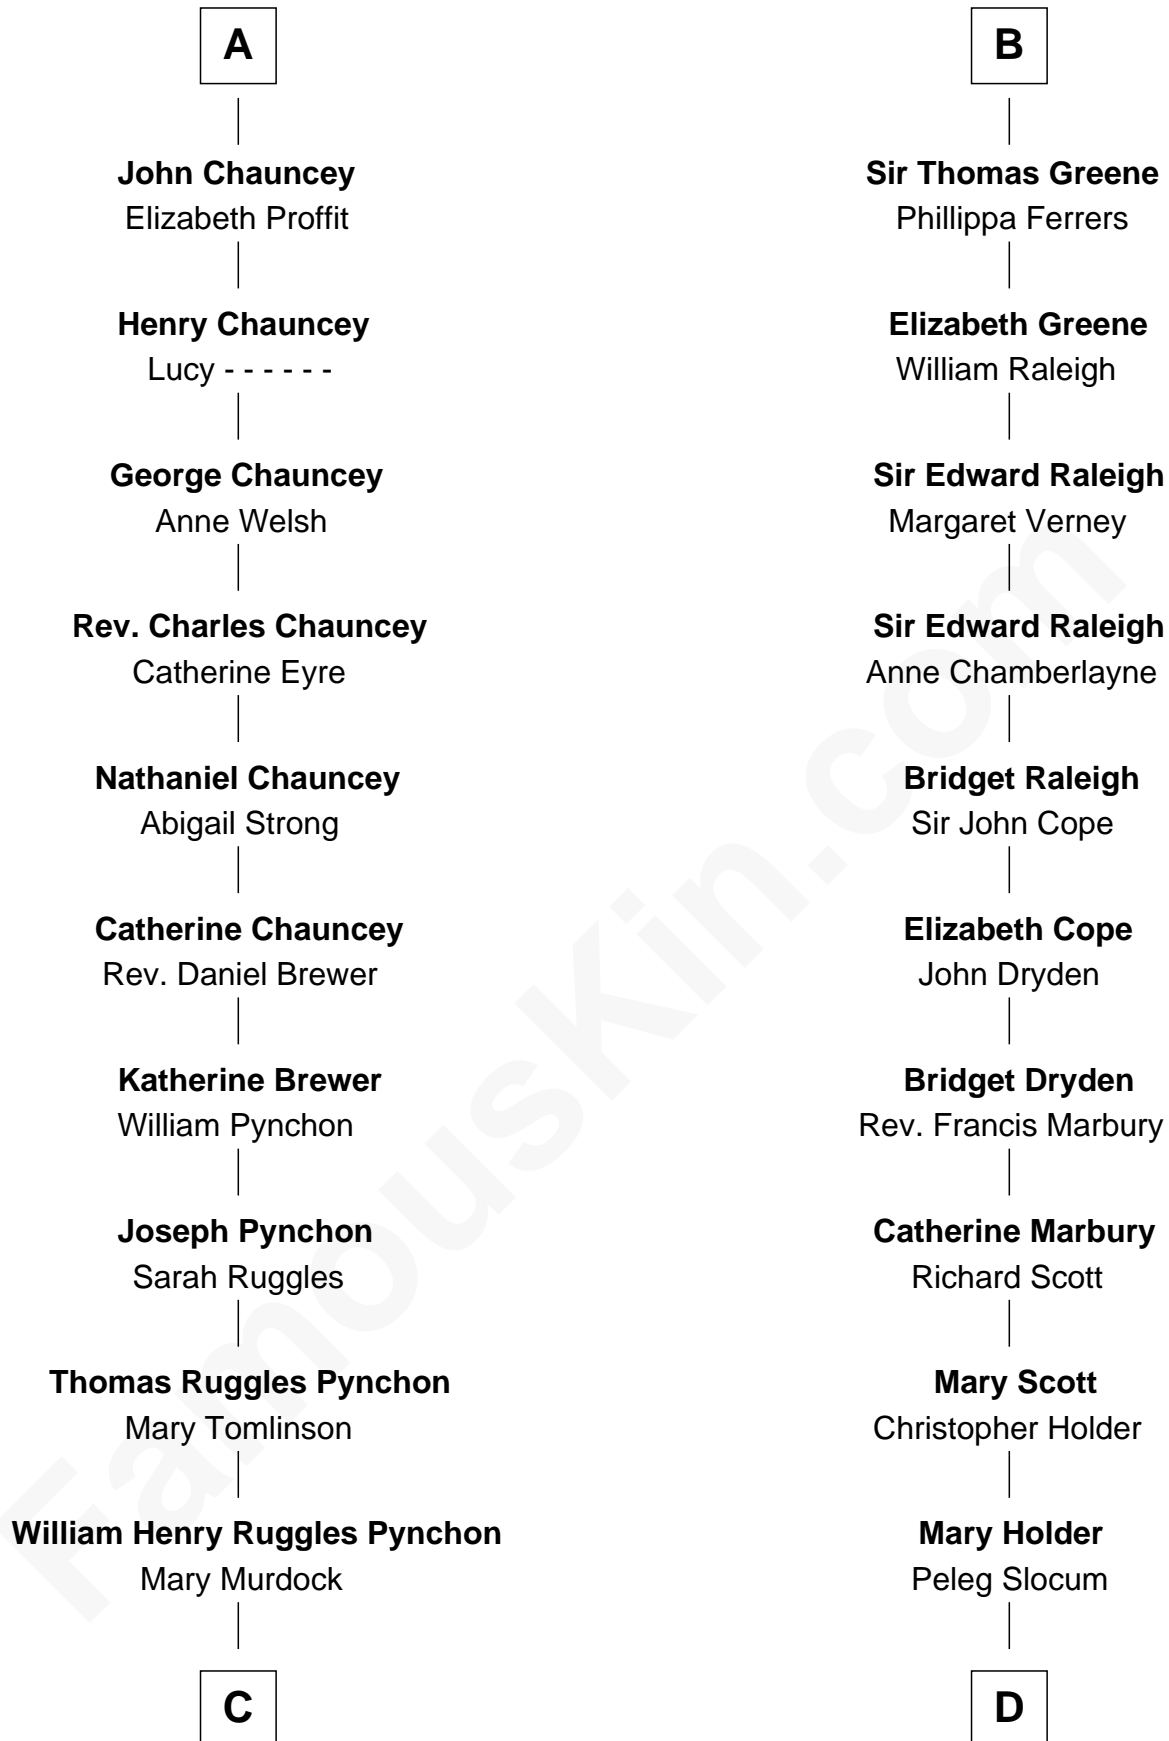 A
John Chauncey
Elizabeth Proffit
Henry Chauncey
Lucy - - - - - -
George Chauncey
Anne Welsh
Rev. Charles Chauncey
Catherine Eyre
Nathaniel Chauncey
Abigail Strong
Catherine Chauncey
Rev. Daniel Brewer
Katherine Brewer
William Pynchon
Joseph Pynchon
Sarah Ruggles
Thomas Ruggles Pynchon
Mary Tomlinson
William Henry Ruggles Pynchon
Mary Murdock
C
B
Sir Thomas Greene
Phillippa Ferrers
Elizabeth Greene
William Raleigh
Sir Edward Raleigh
Margaret Verney
Sir Edward Raleigh
Anne Chamberlayne
Bridget Raleigh
Sir John Cope
Elizabeth Cope
John Dryden
Bridget Dryden
Rev. Francis Marbury
Catherine Marbury
Richard Scott
Mary Scott
Christopher Holder
Mary Holder
Peleg Slocum
D
FamousKin.com